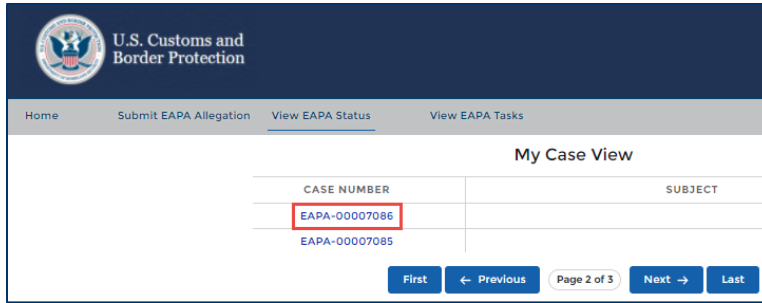 U.S. Customs and
Border Protection
Home Submit EAPA Allegation View EAPA Status View EAPA Tasks
My Case View
CASE NUMBER SUBJECT
EAPA-00007086
EAPA-00007085
First ← Previous Page 2 of 3 Next → Last